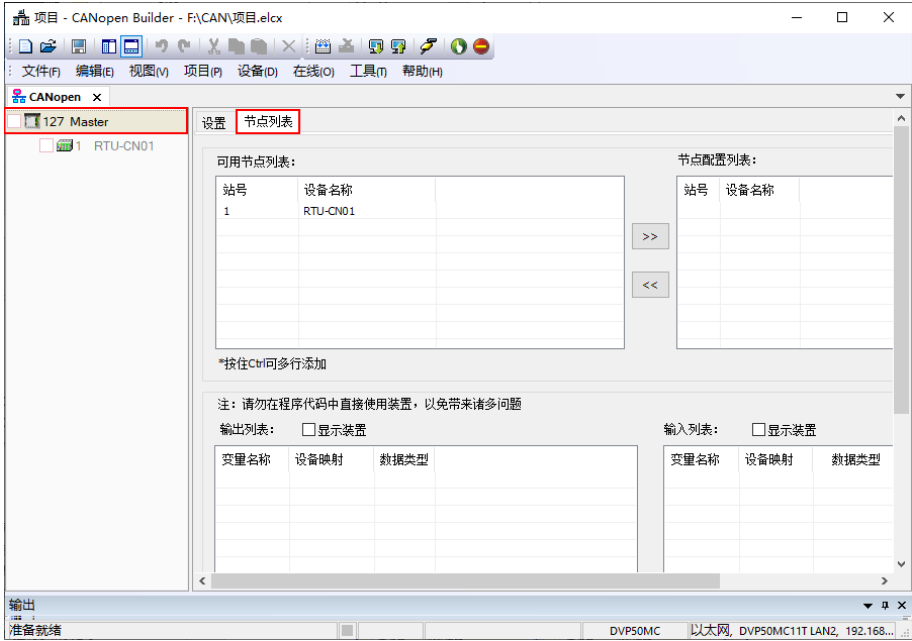 项目 - CANopen Builder - F:\CAN\项目.elcx
文件(F) 编辑(E) 视图(V) 项目(P) 设备(D) 在线(O) 工具(T) 帮助(H)
CANopen
127 Master
1 RTU-CN01
设置 节点列表
可用节点列表: 节点配置列表:
站号 设备名称 站号 设备名称
1 RTU-CN01
>>
<<
*按住Ctrl可多行添加
注: 请勿在程序代码中直接使用装置，以免带来诸多问题
输出列表: 显示装置 输入列表: 显示装置
变量名称 设备映射 数据类型 变量名称 设备映射 数据类型
输出
准备就绪 DVP50MC 以太网, DVP50MC11T LAN2, 192.168...